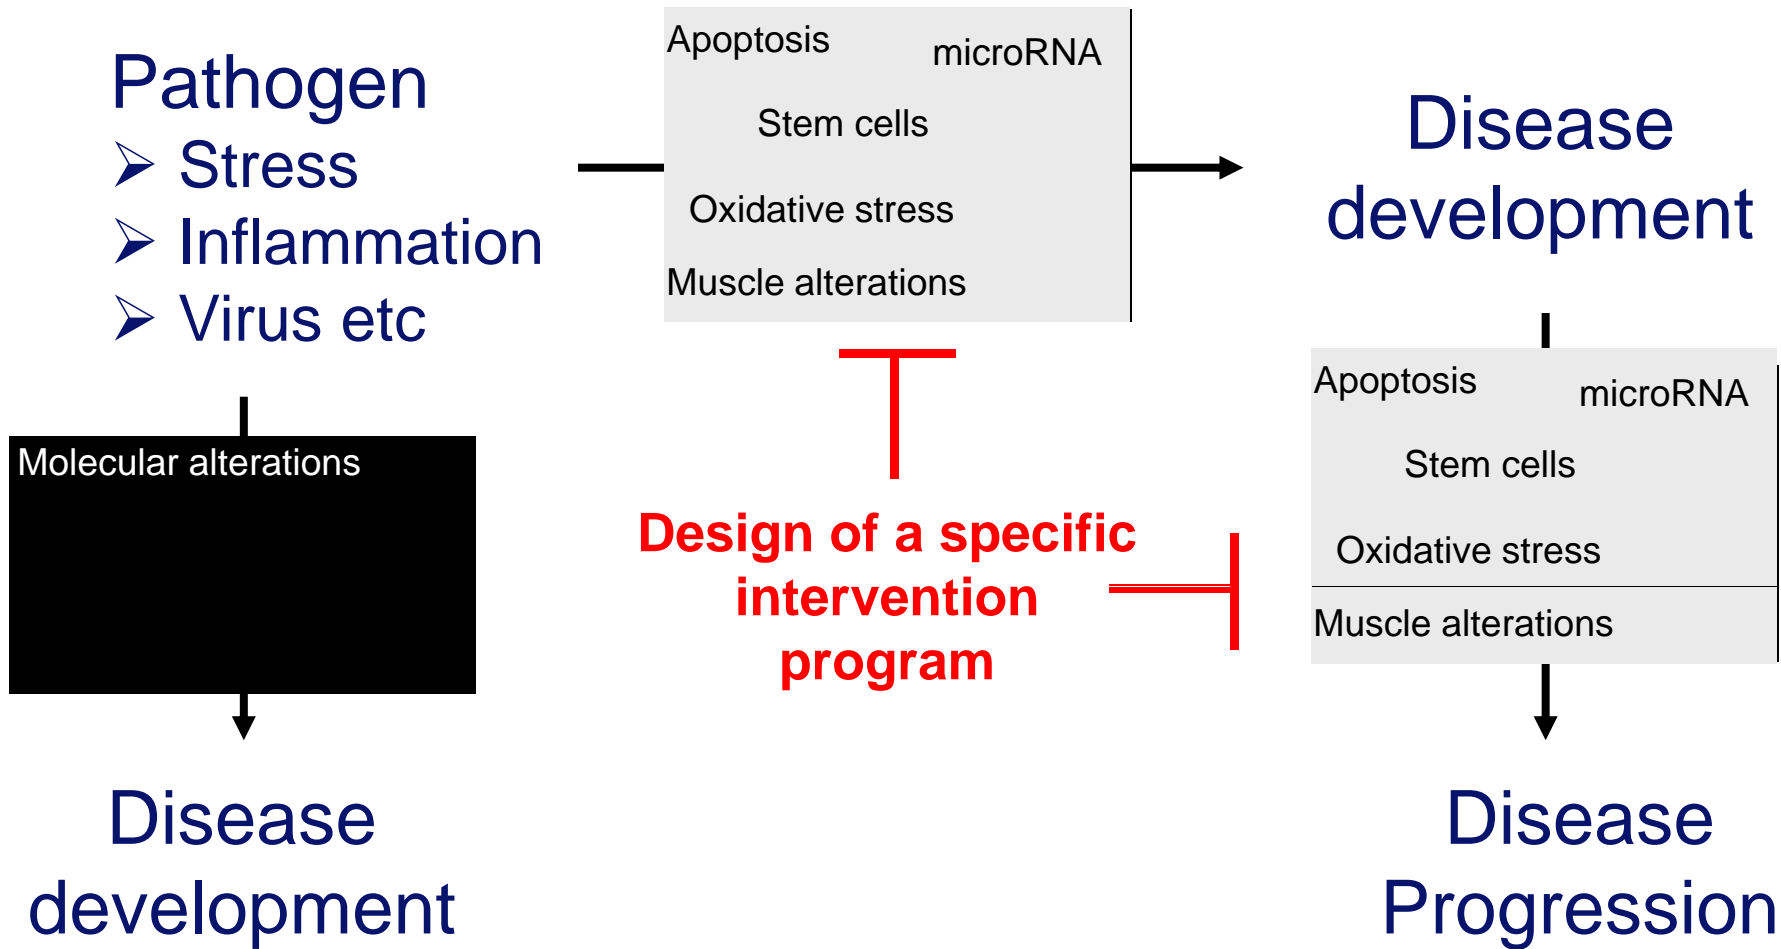 Pathogen
➢ Stress
➢ Inflammation
➢ Virus etc
Apoptosis
microRNA
Stem cells
Oxidative stress
Muscle alterations
Disease
development
Molecular alterations
Disease
development
Design of a specific
intervention
program
Apoptosis
microRNA
Stem cells
Oxidative stress
Muscle alterations
Disease
Progression